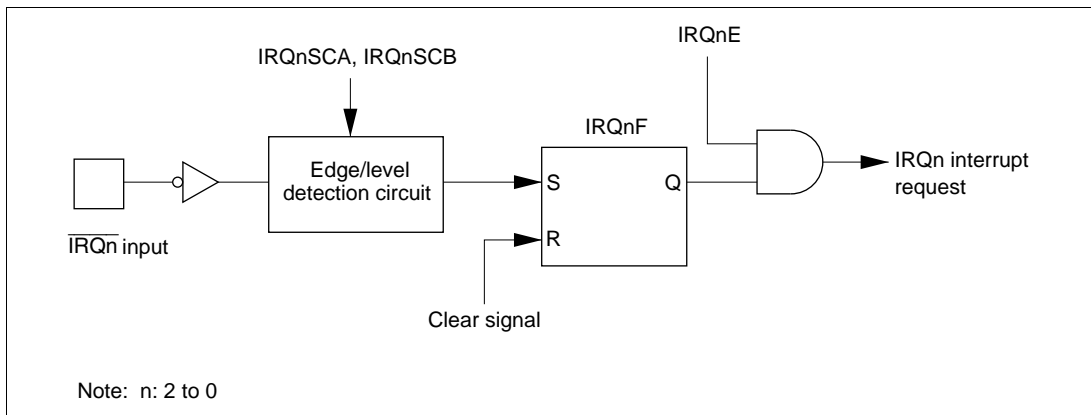 IRQnE
IRQnSCA, IRQnSCB
IRQnF
Edge/level
detection circuit
S
Q
R
IRQn interrupt
request
IRQn input
Clear signal
Note: n: 2 to 0